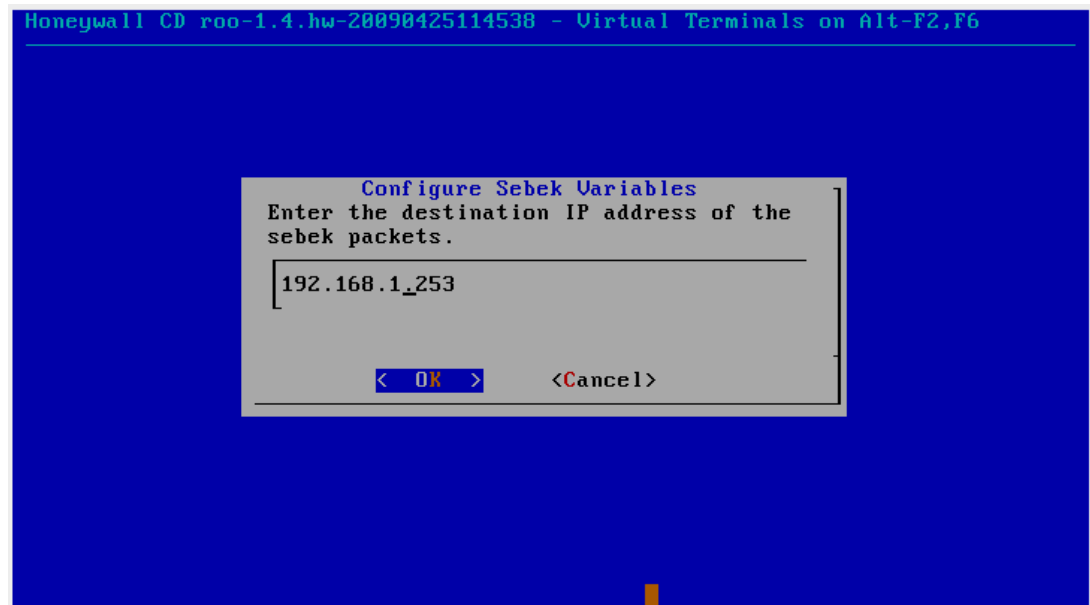 Honeywall CD roo-1.4.hw-20090425114538 - Virtual Terminals on Alt-F2,F6
Configure Sebek Variables
Enter the destination IP address of the
sebek packets.
192.168.1.253
<  OK  > <Cancel>